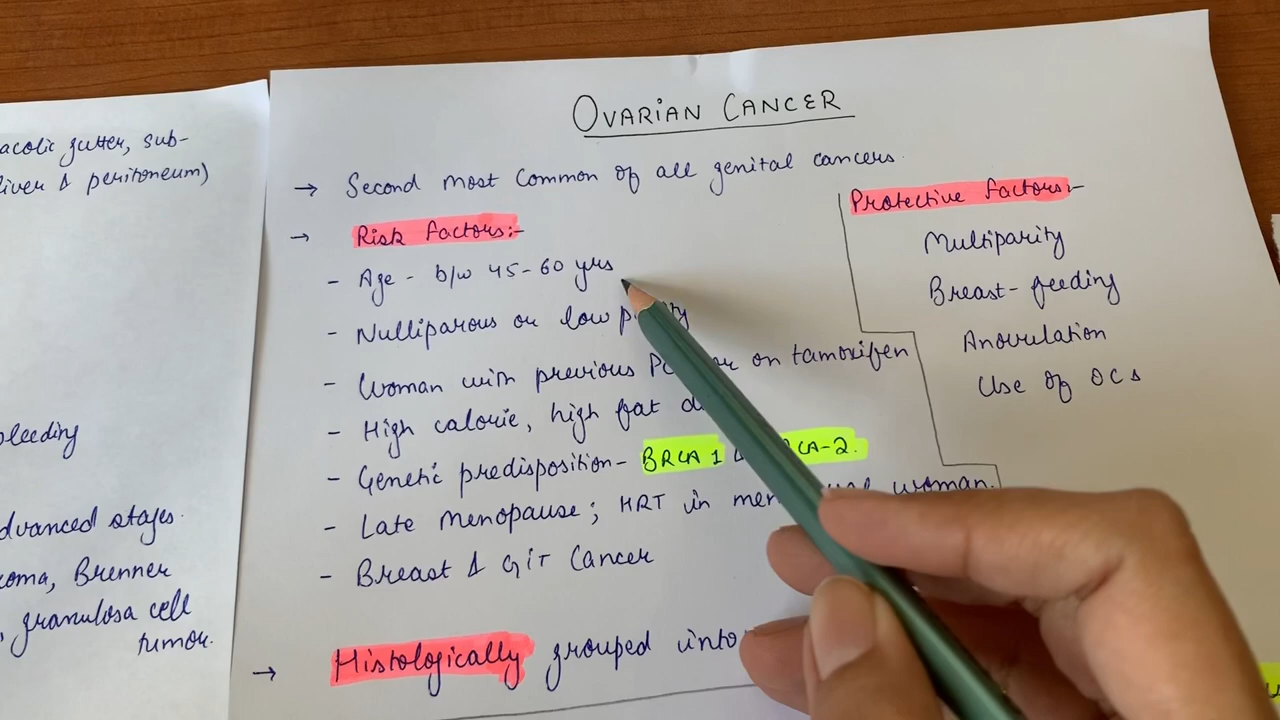 acolic gutter, sub-
liver & peritoneum)
bleeding
advanced stages.
oma, Brenner
, granulosa cell
tumor.
OVARIAN CANCER
→ Second most common of all genital cancers.
→ Risk factors:-
- Age - b/w 45-60 yrs
- Nulliparous or low
- Woman with previous on tamoxifen
- High calorie, high fat
- Genetic predisposition- BRCA 1 CA-2.
- Late Menopause; HRT in woman.
- Breast & GIT Cancer
→ Histologically grouped into
Protective factors:-
Multiparity
Breast-feeding
Anovulation
Use of OCs